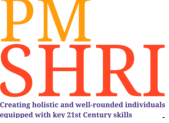 PM
SHRI
Creating holistic and well-rounded individuals
equipped with key 21st Century skills